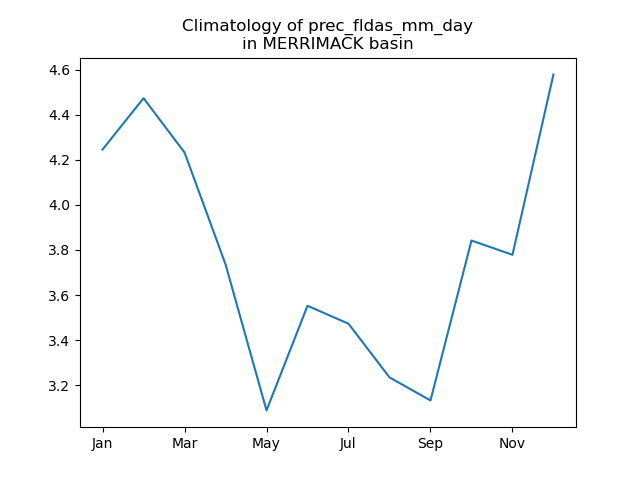 Climatology of prec_fldas_mm_day
in MERRIMACK basin
4.6
4.4
4.2
4.0
3.8
3.6
3.4
3.2
Jan Mar May Jul Sep Nov